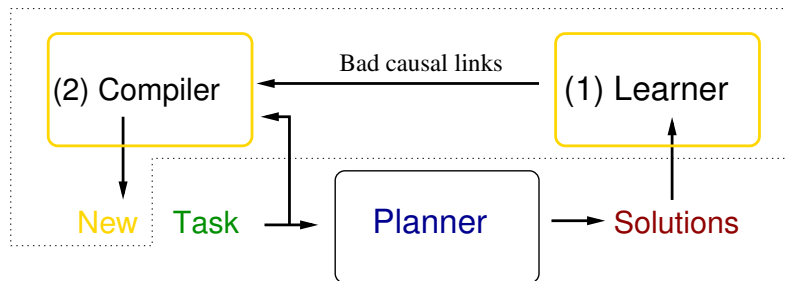 Bad causal links
(2) Compiler
(1) Learner
New
Task
Planner
Solutions